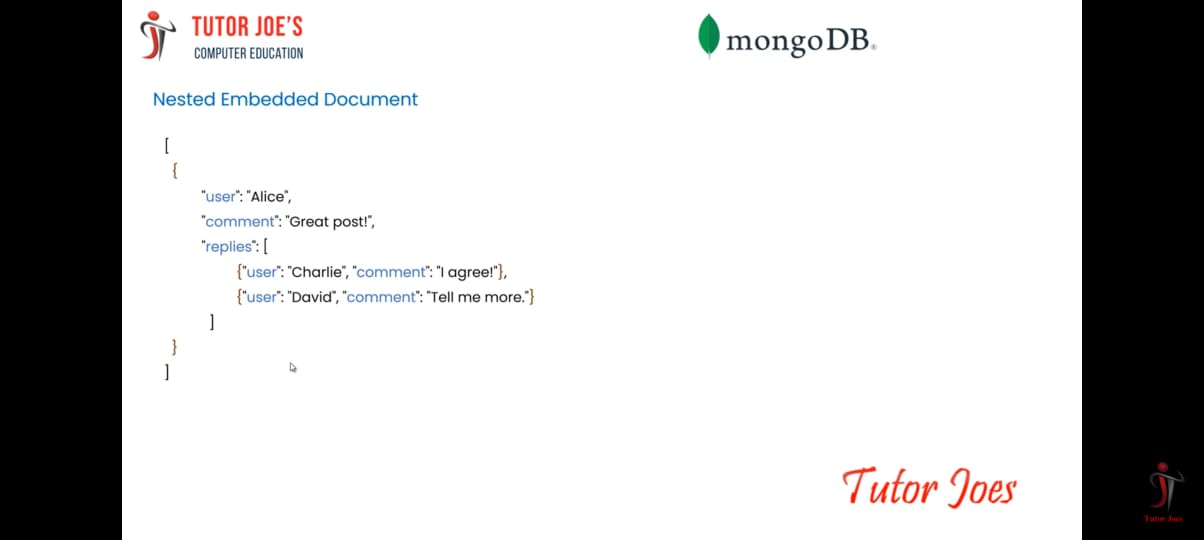 TUTOR JOE'S
COMPUTER EDUCATION
mongoDB®
Nested Embedded Document
[
{
"user": "Alice",
"comment": "Great post!",
"replies": [
{"user": "Charlie", "comment": "I agree!"},
{"user": "David", "comment": "Tell me more."}
]
}
]
Tutor Joes
Tutor Joes